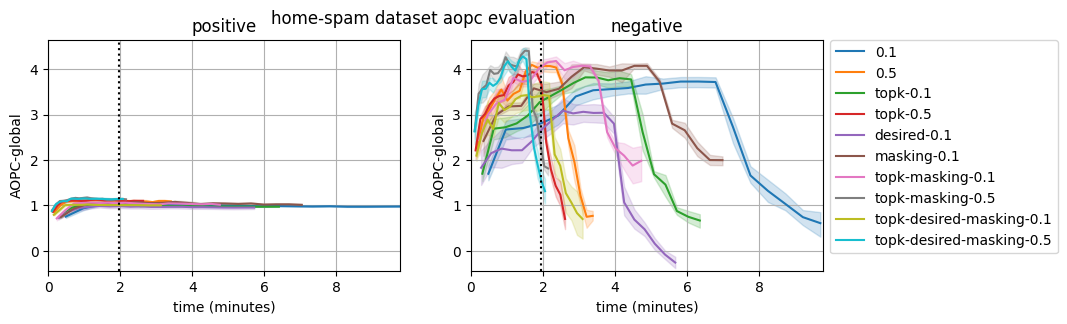 home-spam dataset aopc evaluation
positive
AOPC-global
4
3
2
1
0
0 2 4 6 8
time (minutes)
negative
AOPC-global
4
3
2
1
0
0 2 4 6 8
time (minutes)
0.1
0.5
topk-0.1
topk-0.5
desired-0.1
masking-0.1
topk-masking-0.1
topk-masking-0.5
topk-desired-masking-0.1
topk-desired-masking-0.5